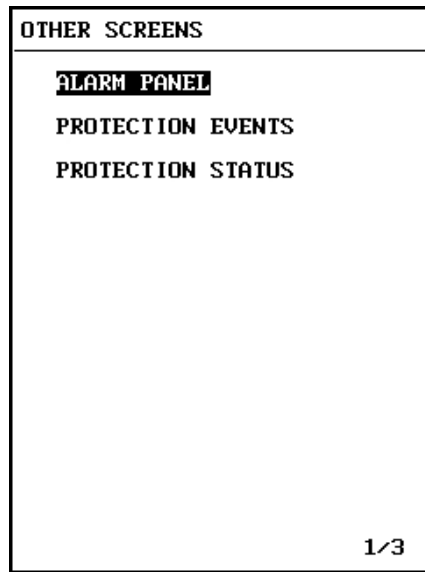 OTHER SCREENS
ALARM PANEL
PROTECTION EVENTS
PROTECTION STATUS
1/3